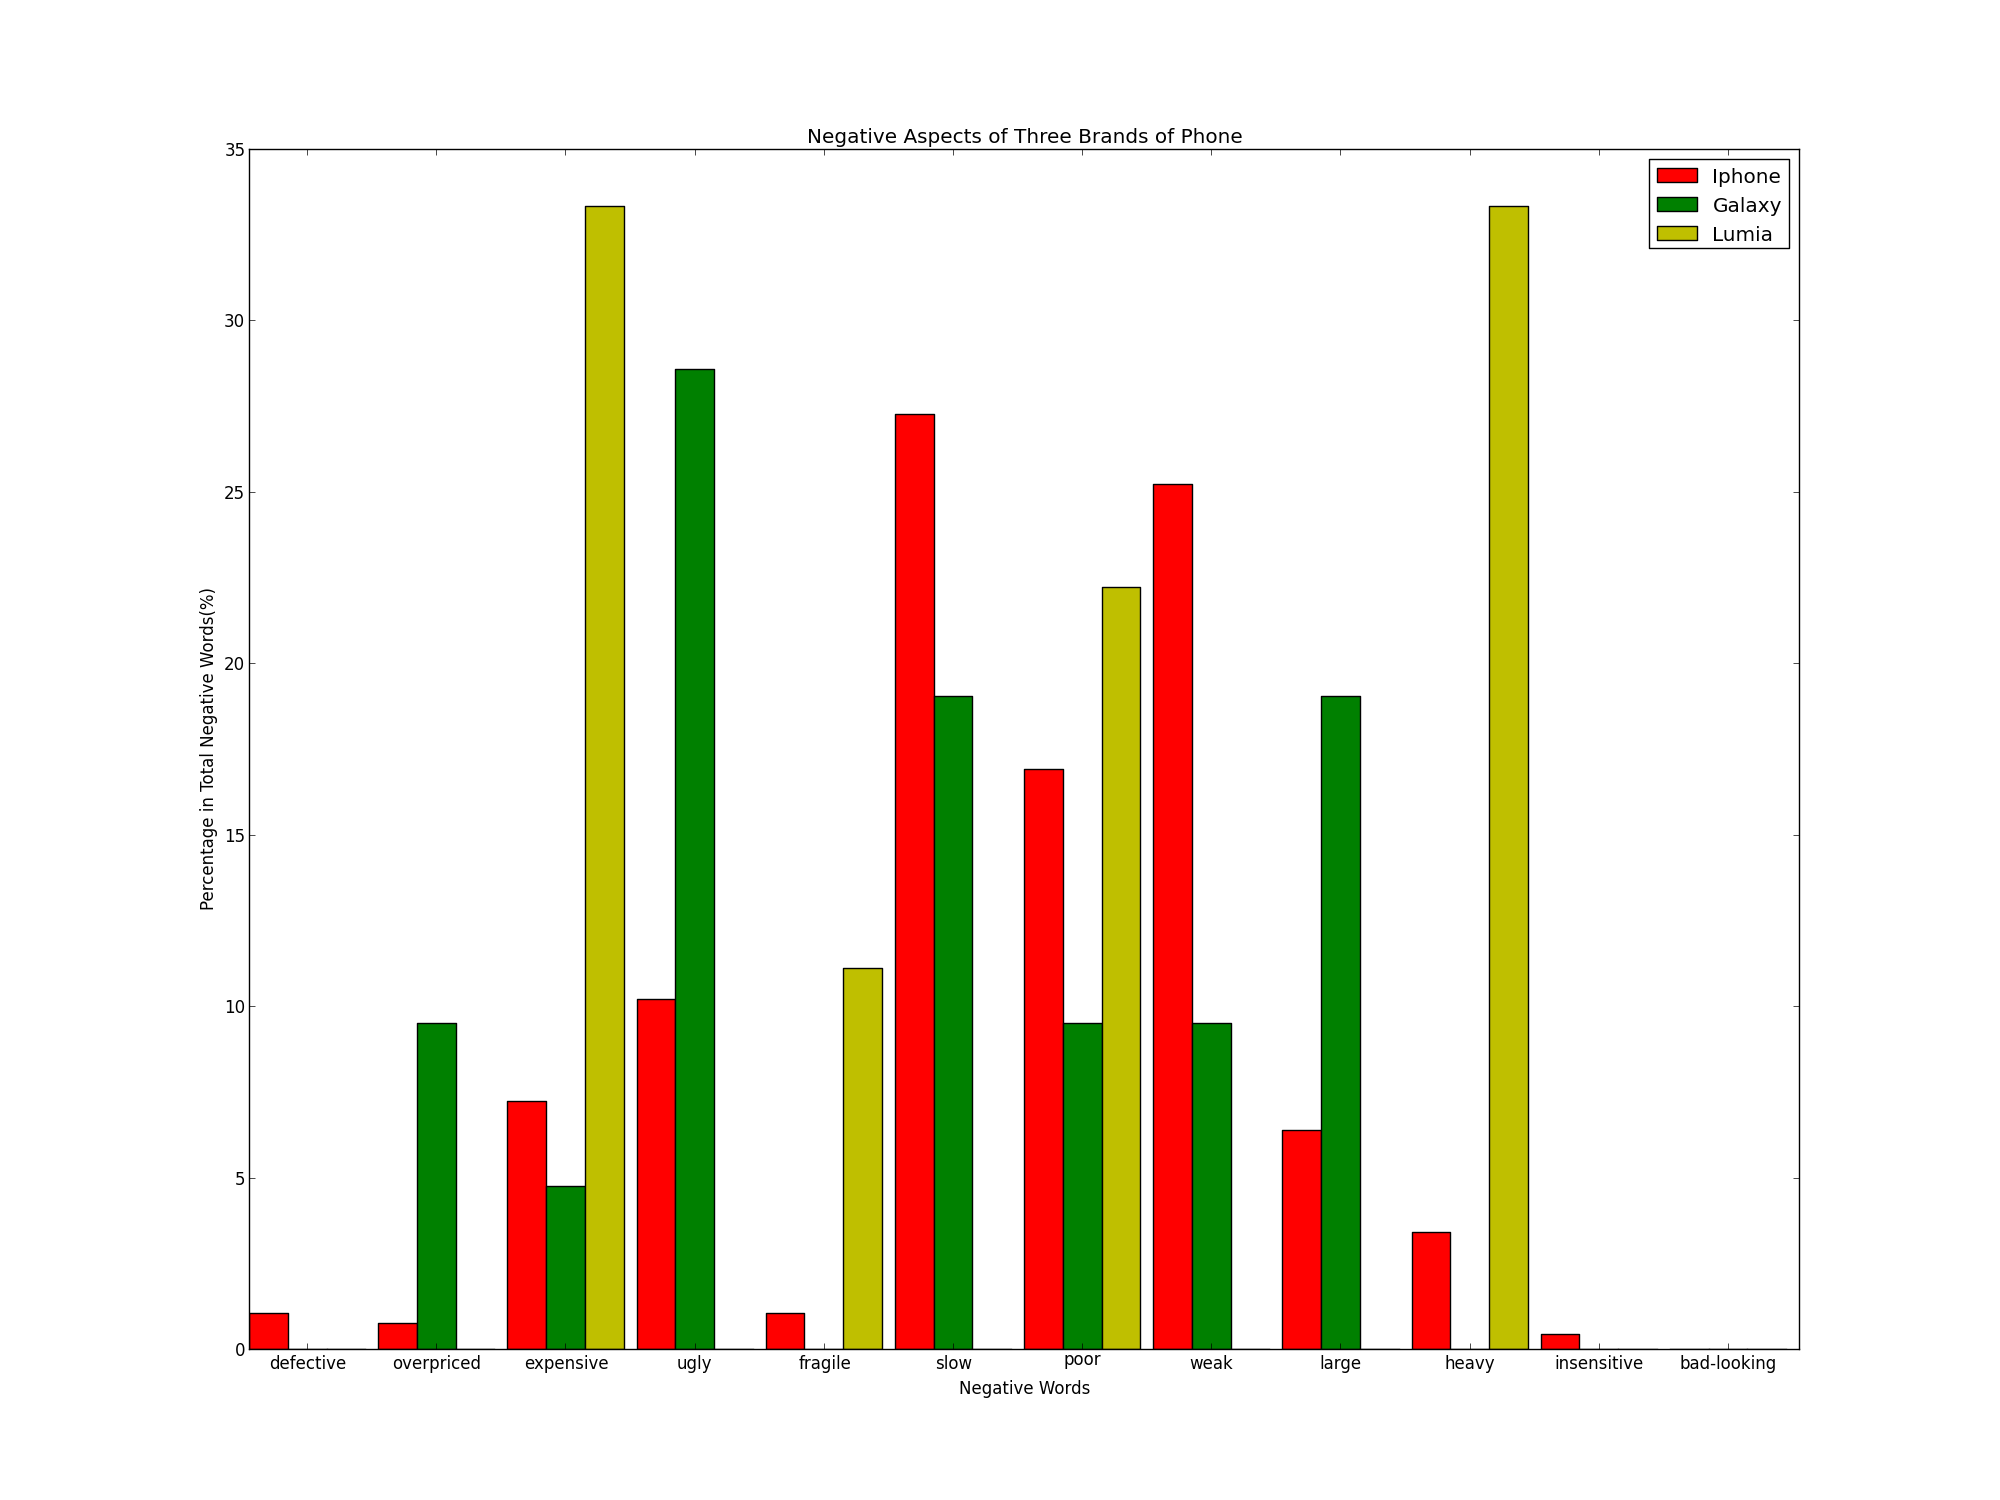 Negative Aspects of Three Brands of Phone
Iphone
Galaxy
Lumia
Percentage in Total Negative Words(%)
35
30
25
20
15
10
5
0
defective overpriced expensive ugly fragile slow poor weak large heavy insensitive bad-looking
Negative Words